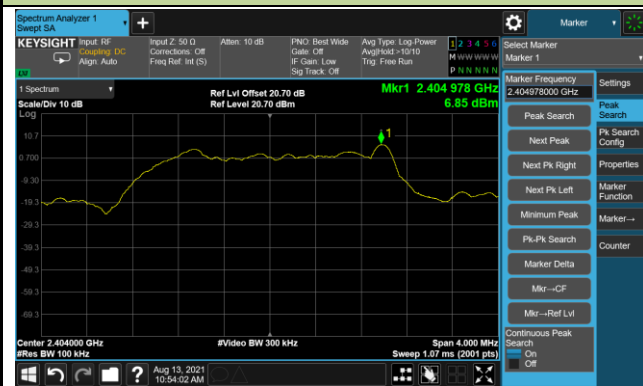 Spectrum Analyzer 1
Swept SA
Marker
KEYSIGHT
Input: RF
Coupling: DC
Align: Auto
Input Z: 50 Ω
Corrections: Off
Freq Ref: Int (S)
Atten: 10 dB
PNO: Best Wide
Gate: Off
IF Gain: Low
Sig Track: Off
Avg Type: Log-Power
Avg|Hold:>10/10
Trig: Free Run
1 2 3 4 5 6
M W W W W W
P N N N N N
LVI
Select Marker
Marker 1
1 Spectrum
Scale/Div 10 dB
Log
Ref Lvl Offset 20.70 dB
Ref Level 20.70 dBm
Mkr1 2.404 978 GHz
6.85 dBm
1
10.7
0.700
-9.30
-19.3
-29.3
-39.3
-49.3
-59.3
-69.3
Center 2.404000 GHz
#Res BW 100 kHz
#Video BW 300 kHz
Span 4.000 MHz
Sweep 1.07 ms (2001 pts)
Marker Frequency
2.404978000 GHz
Peak Search
Next Peak
Next Pk Right
Next Pk Left
Minimum Peak
Pk-Pk Search
Marker Delta
Mkr→CF
Mkr→Ref Lvl
Continuous Peak
Search
On
Off
Settings
Peak
Search
Pk Search
Config
Properties
Marker
Function
Marker→
Counter
?
Aug 13, 2021
10:54:02 AM